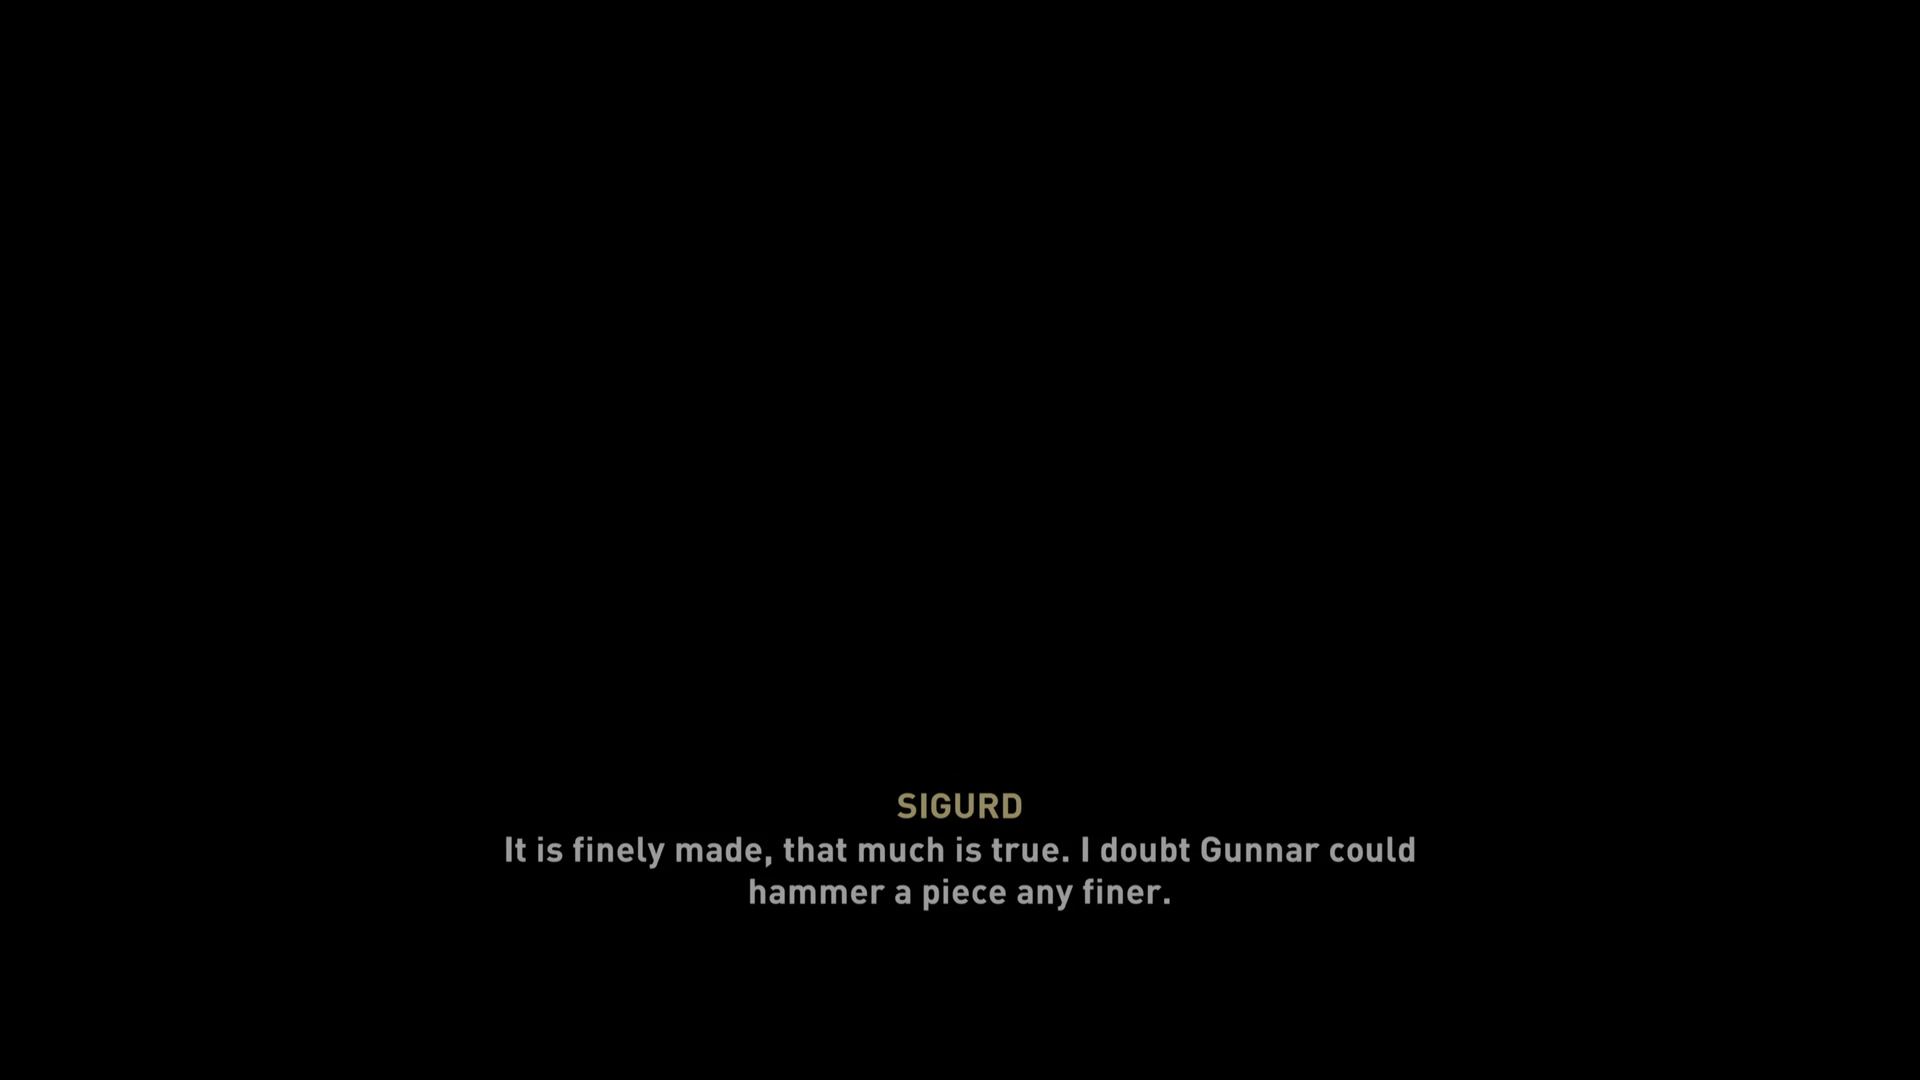 SIGURD
It is finely made, that much is true. I doubt Gunnar could
hammer a piece any finer.